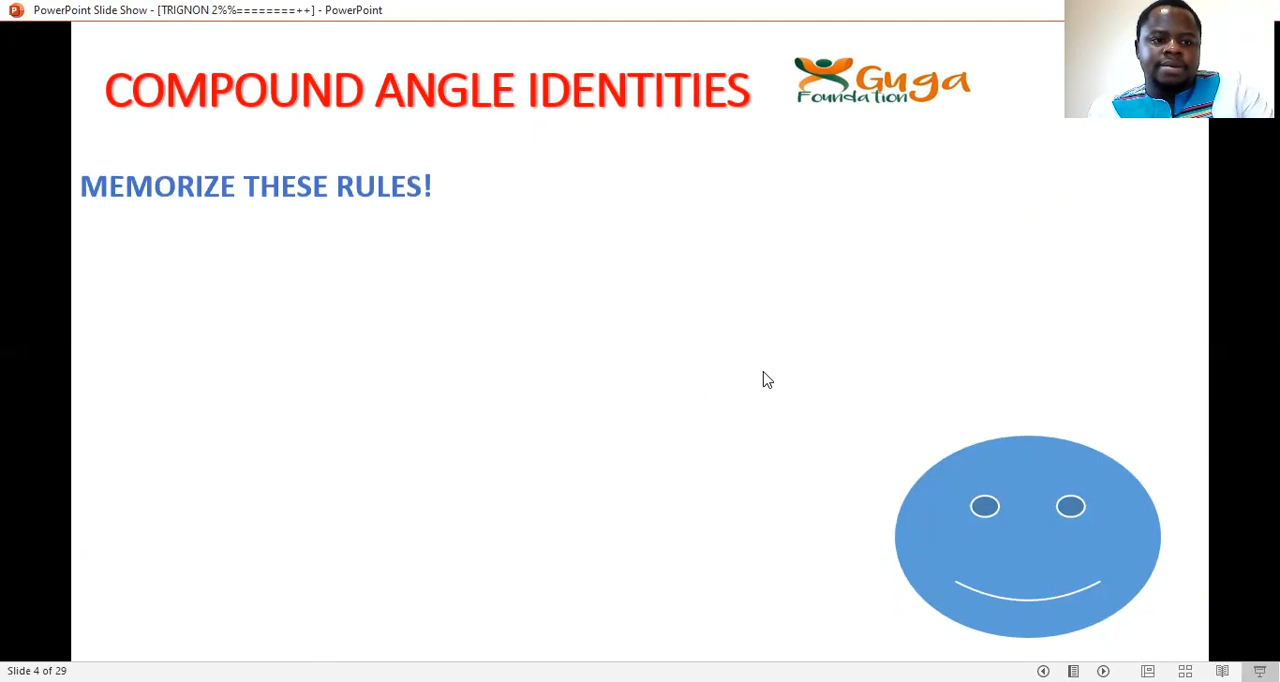 PowerPoint Slide Show - [TRIGNON 2%%========++] - PowerPoint
COMPOUND ANGLE IDENTITIES
Guga
Foundation
MEMORIZE THESE RULES!
Slide 4 of 29